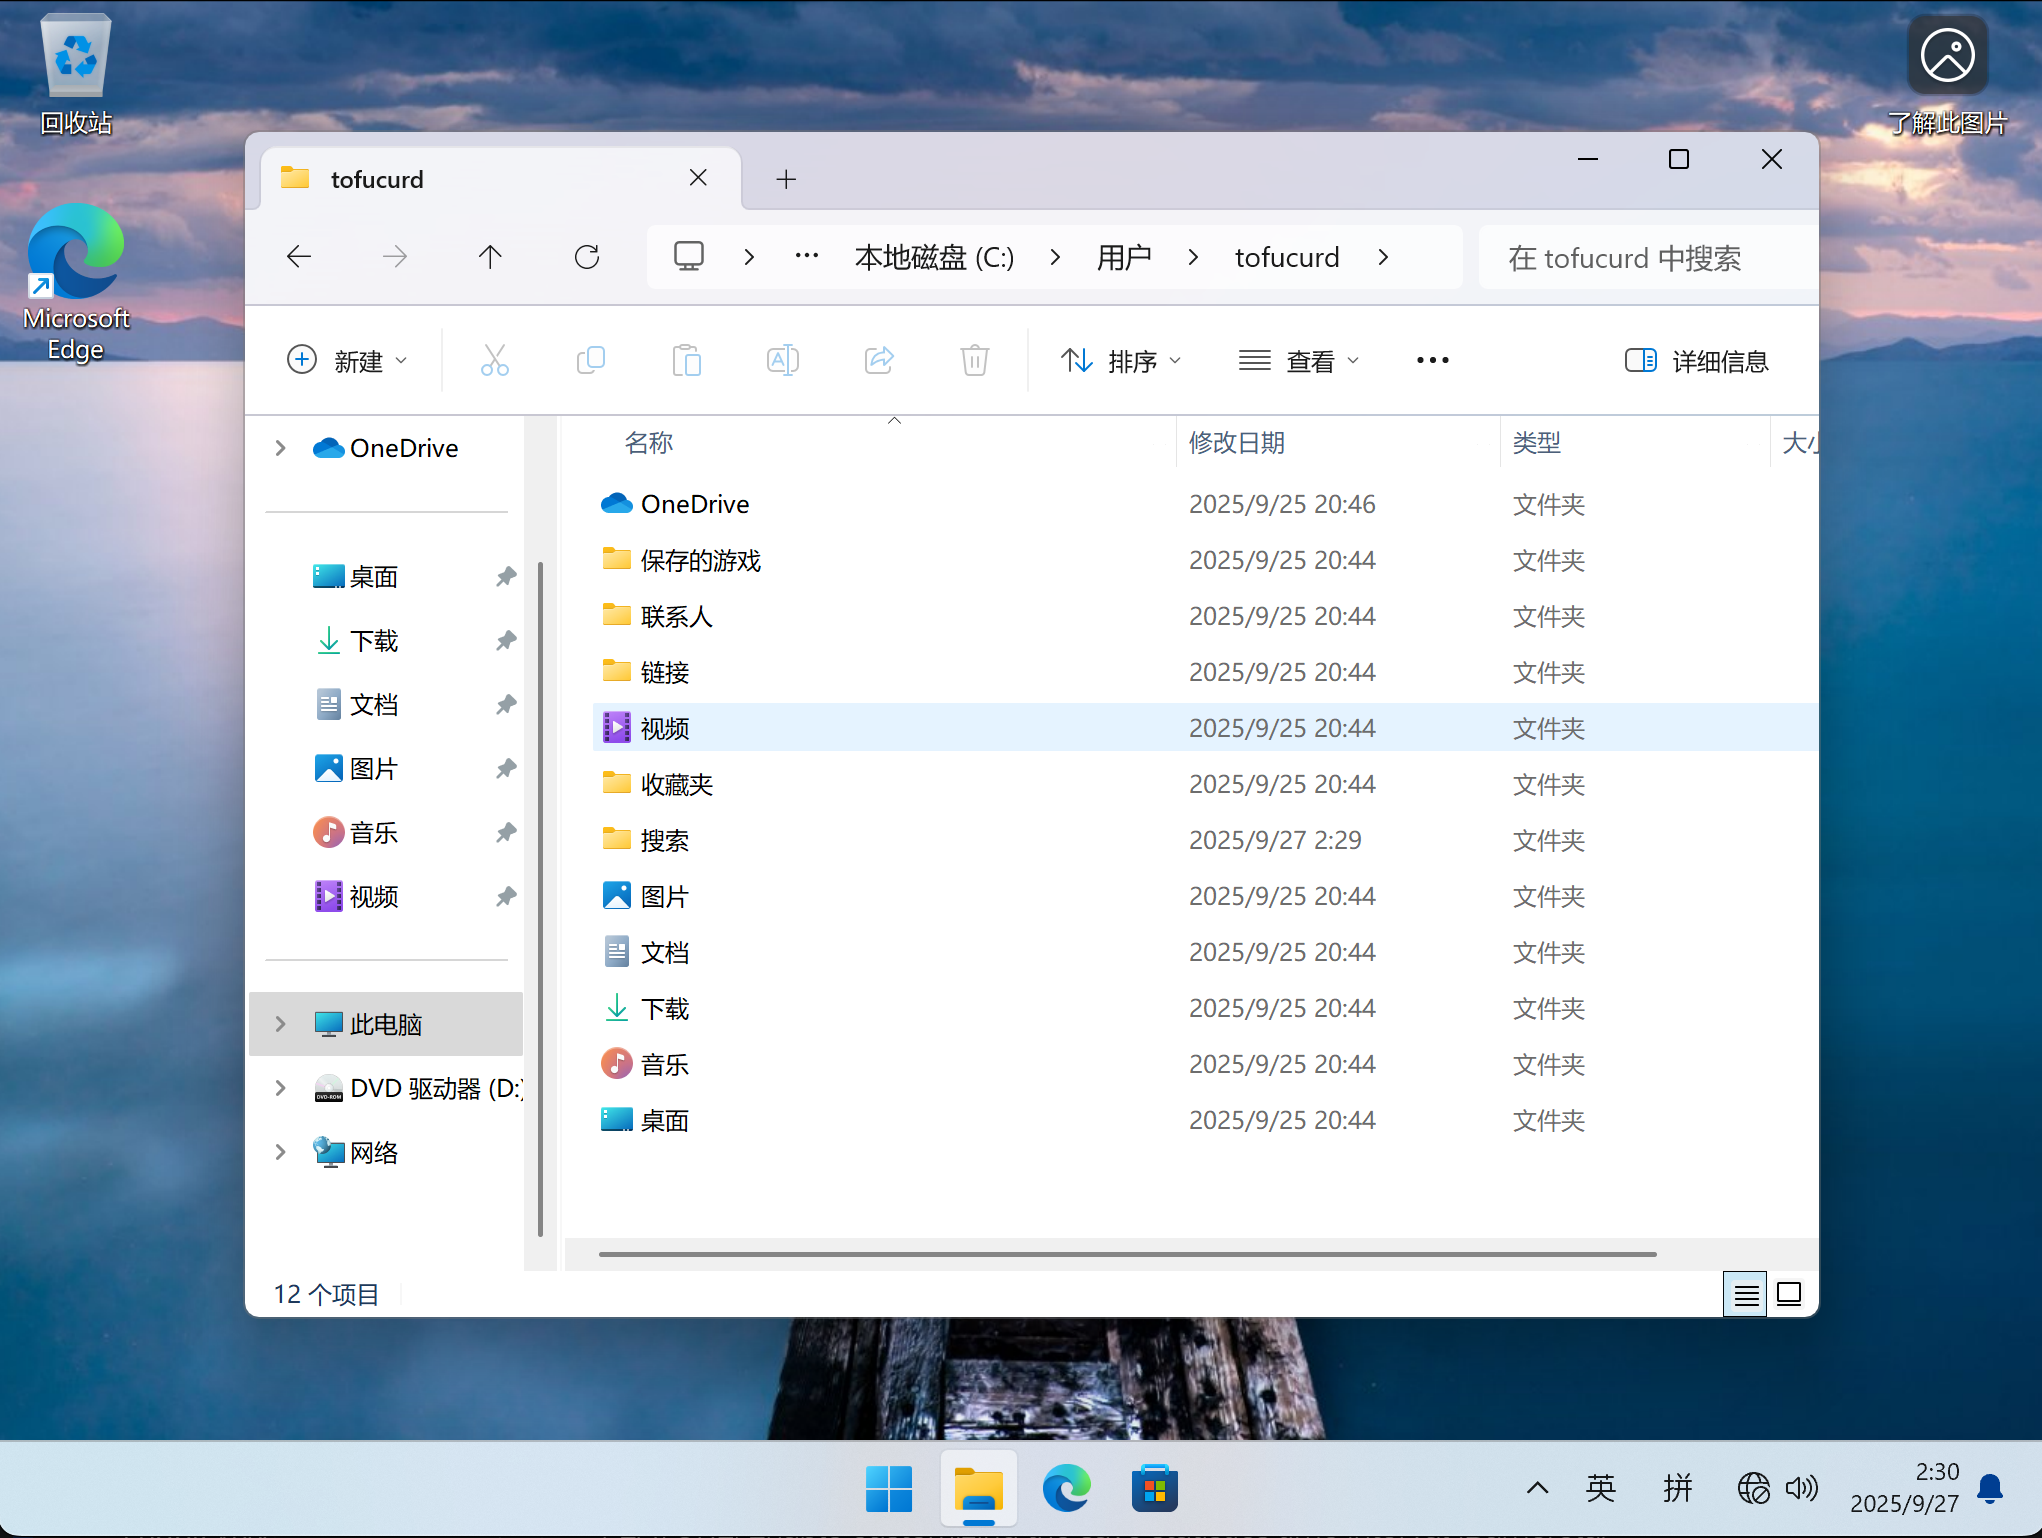 回收站
了解此图片
Microsoft
Edge
tofucurd
本地磁盘 (C:)
用户
tofucurd
在 tofucurd 中搜索
新建
排序
查看
详细信息
OneDrive
桌面
下载
文档
图片
音乐
视频
此电脑
DVD 驱动器 (D:)
网络
名称 修改日期 类型 大小
OneDrive 2025/9/25 20:46 文件夹
保存的游戏 2025/9/25 20:44 文件夹
联系人 2025/9/25 20:44 文件夹
链接 2025/9/25 20:44 文件夹
视频 2025/9/25 20:44 文件夹
收藏夹 2025/9/25 20:44 文件夹
搜索 2025/9/27 2:29 文件夹
图片 2025/9/25 20:44 文件夹
文档 2025/9/25 20:44 文件夹
下载 2025/9/25 20:44 文件夹
音乐 2025/9/25 20:44 文件夹
桌面 2025/9/25 20:44 文件夹
12 个项目
英
拼
2:30
2025/9/27